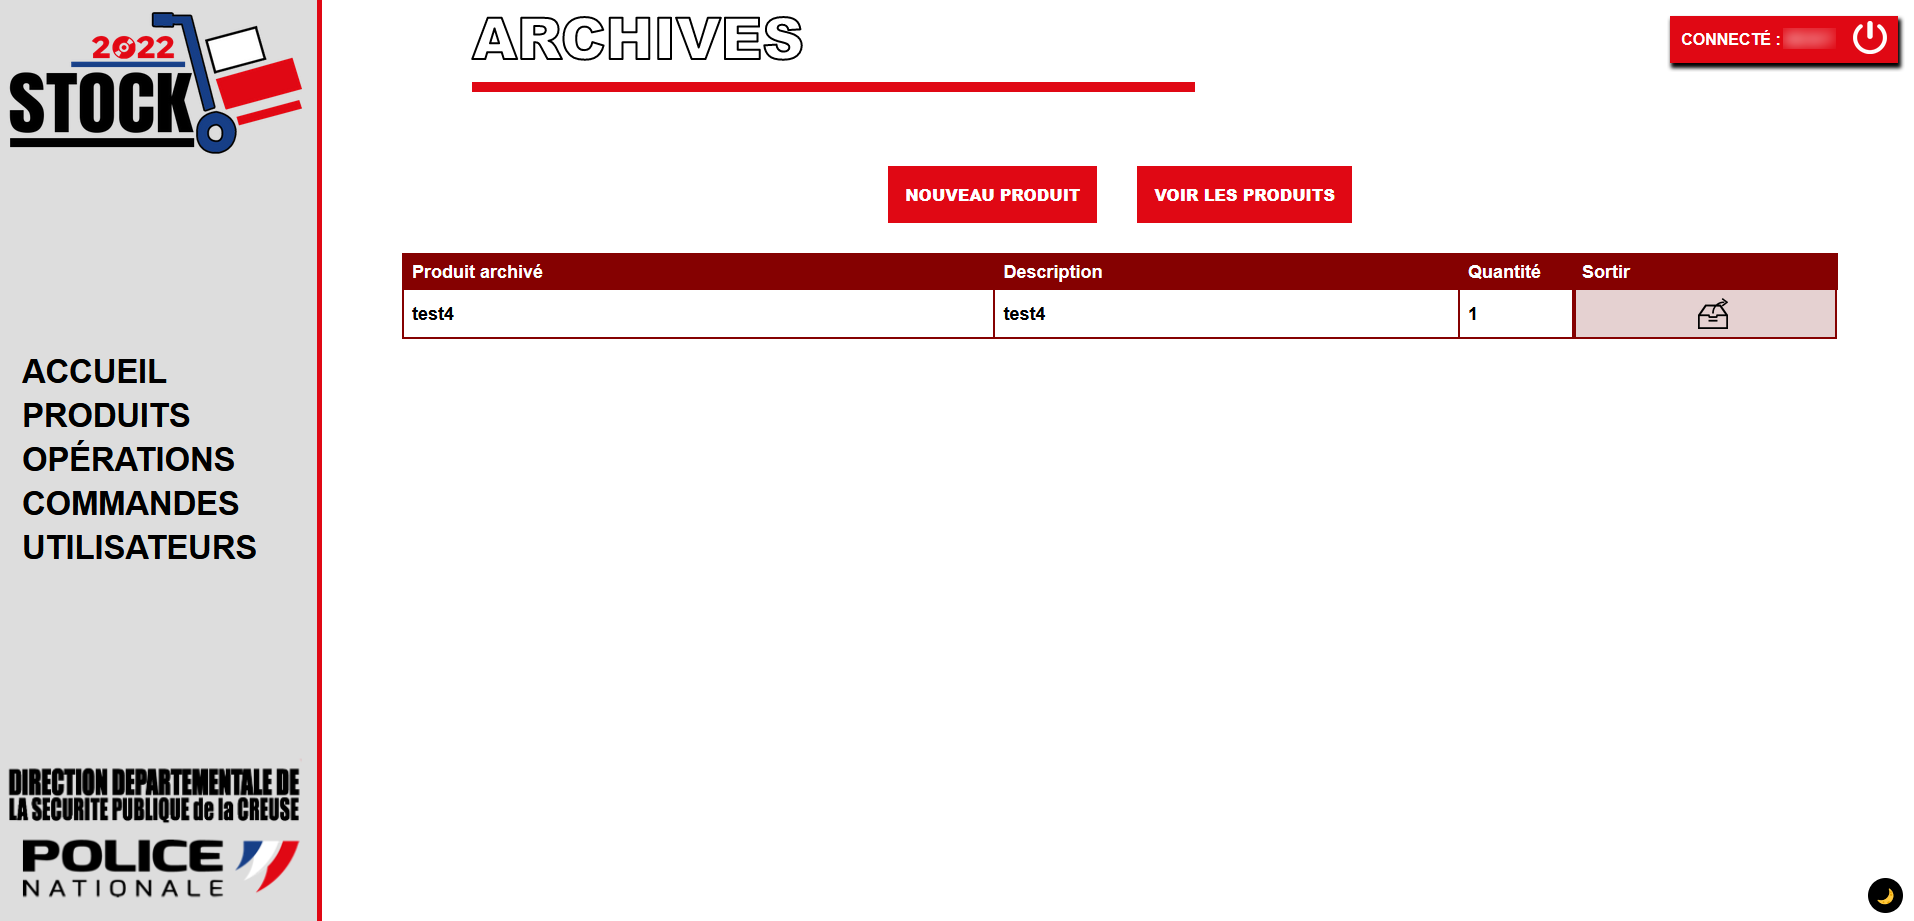 2022
STOCK
ARCHIVES
CONNECTÉ :
NOUVEAU PRODUIT
VOIR LES PRODUITS
Produit archivé Description Quantité Sortir
test4 test4 1
ACCUEIL
PRODUITS
OPÉRATIONS
COMMANDES
UTILISATEURS
DIRECTION DEPARTEMENTALE DE
LA SECURITE PUBLIQUE de la CREUSE
POLICE
NATIONALE